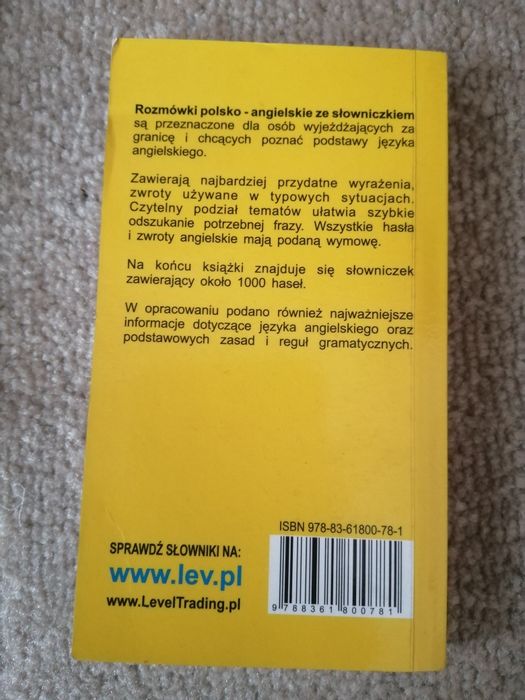 Rozmówki polsko - angielskie ze słowniczkiem
są przeznaczone dla osób wyjeżdżających za
granicę i chcących poznać podstawy języka
angielskiego.
Zawierają najbardziej przydatne wyrażenia,
zwroty używane w typowych sytuacjach.
Czytelny podział tematów ułatwia szybkie
odszukanie potrzebnej frazy. Wszystkie hasła
i zwroty angielskie mają podaną wymowę.
Na końcu książki znajduje się słowniczek
zawierający około 1000 haseł.
W opracowaniu podano również najważniejsze
informacje dotyczące języka angielskiego oraz
podstawowych zasad i reguł gramatycznych.
ISBN 978-83-61800-78-1
SPRAWDŹ SŁOWNIKI NA:
www.lev.pl
www.LevelTrading.pl
9 788361 800781